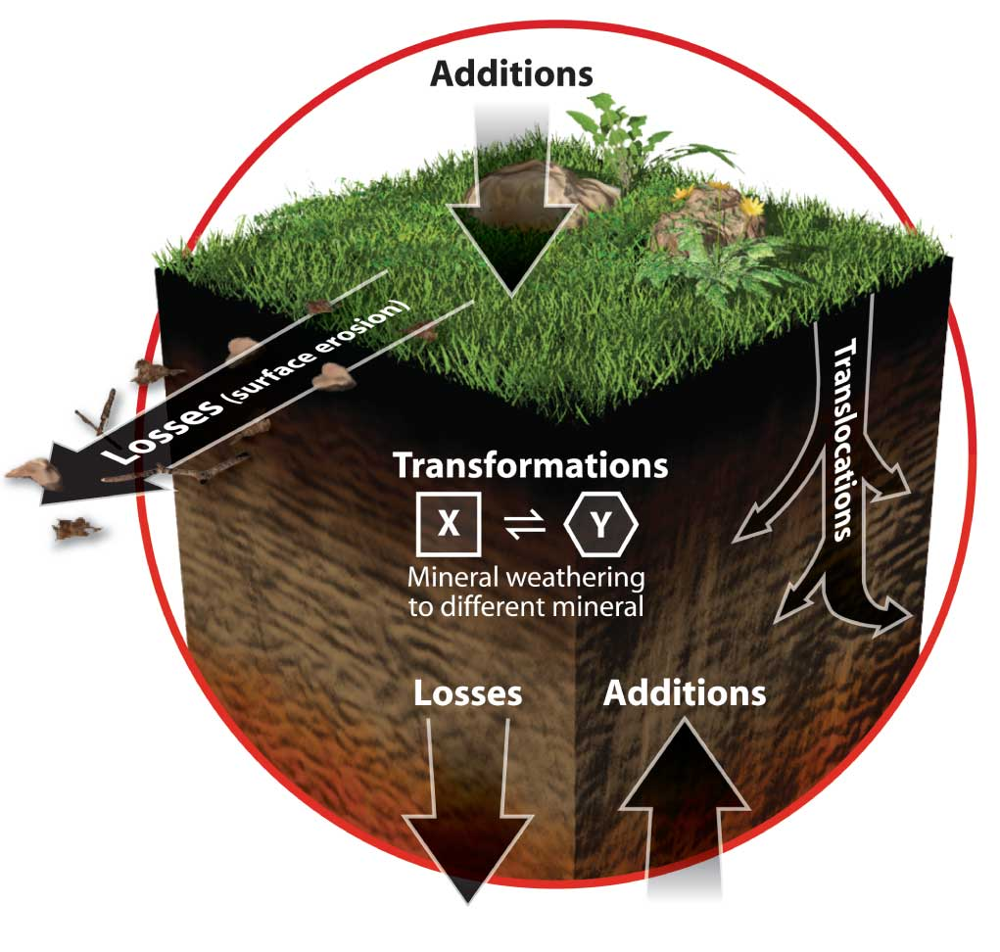 Additions
Losses (surface erosion)
Translocations
Transformations
X ⇌ Y
Mineral weathering
to different mineral
Losses
Additions